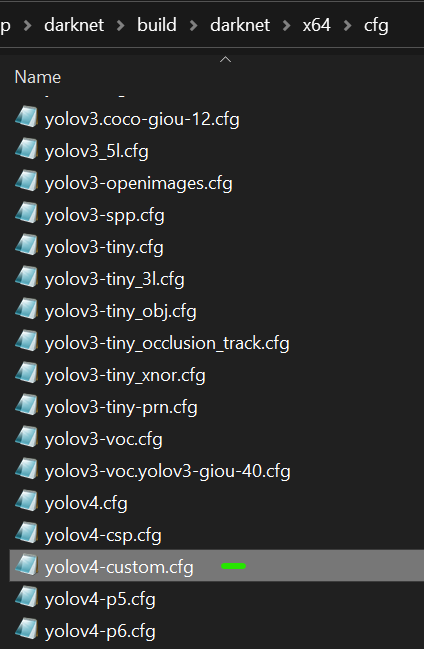 p > darknet > build > darknet > x64 > cfg
Name
yolov3.coco-giou-12.cfg
yolov3_5l.cfg
yolov3-openimages.cfg
yolov3-spp.cfg
yolov3-tiny.cfg
yolov3-tiny_3l.cfg
yolov3-tiny_obj.cfg
yolov3-tiny_occlusion_track.cfg
yolov3-tiny_xnor.cfg
yolov3-tiny-prn.cfg
yolov3-voc.cfg
yolov3-voc.yolov3-giou-40.cfg
yolov4.cfg
yolov4-csp.cfg
yolov4-custom.cfg
yolov4-p5.cfg
yolov4-p6.cfg